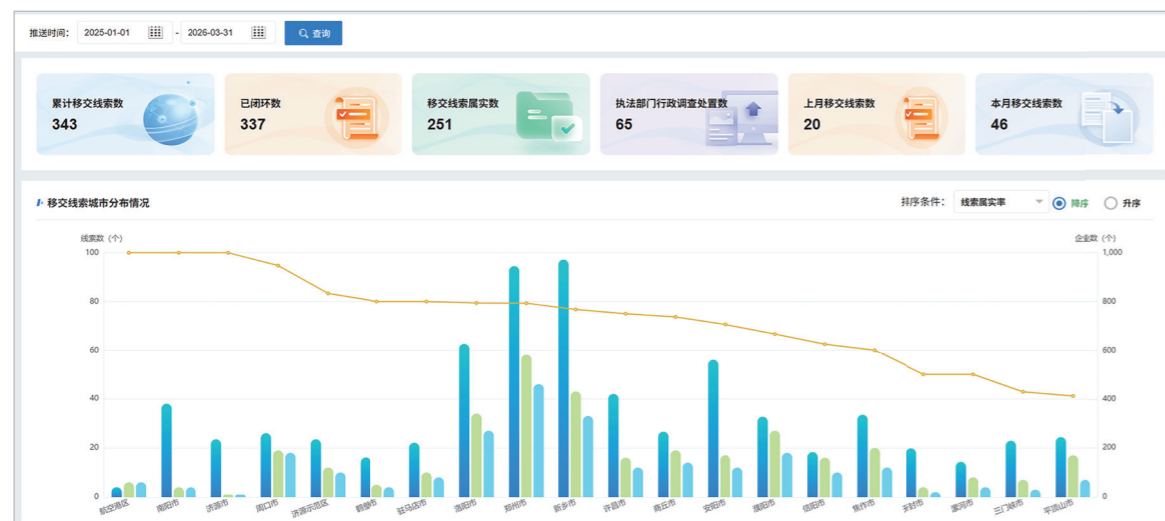 推送时间： 2025-01-01 - 2026-03-31 查询
累计移交线索数 已闭环数 移交线索属实数 执法部门行政调查处置数 上月移交线索数 本月移交线索数
343 337 251 65 20 46
移交线索城市分布情况 排序条件： 线索属实率 降序 升序
线索数（个） 企业数（个）
100 1,000
80 800
60 600
40 400
20 200
0 0
航空港区 南阳市 济源市 周口市 济源示范区 鹤壁市 驻马店市 洛阳市 郑州市 新乡市 许昌市 商丘市 安阳市 濮阳市 信阳市 焦作市 开封市 漯河市 三门峡市 平顶山市